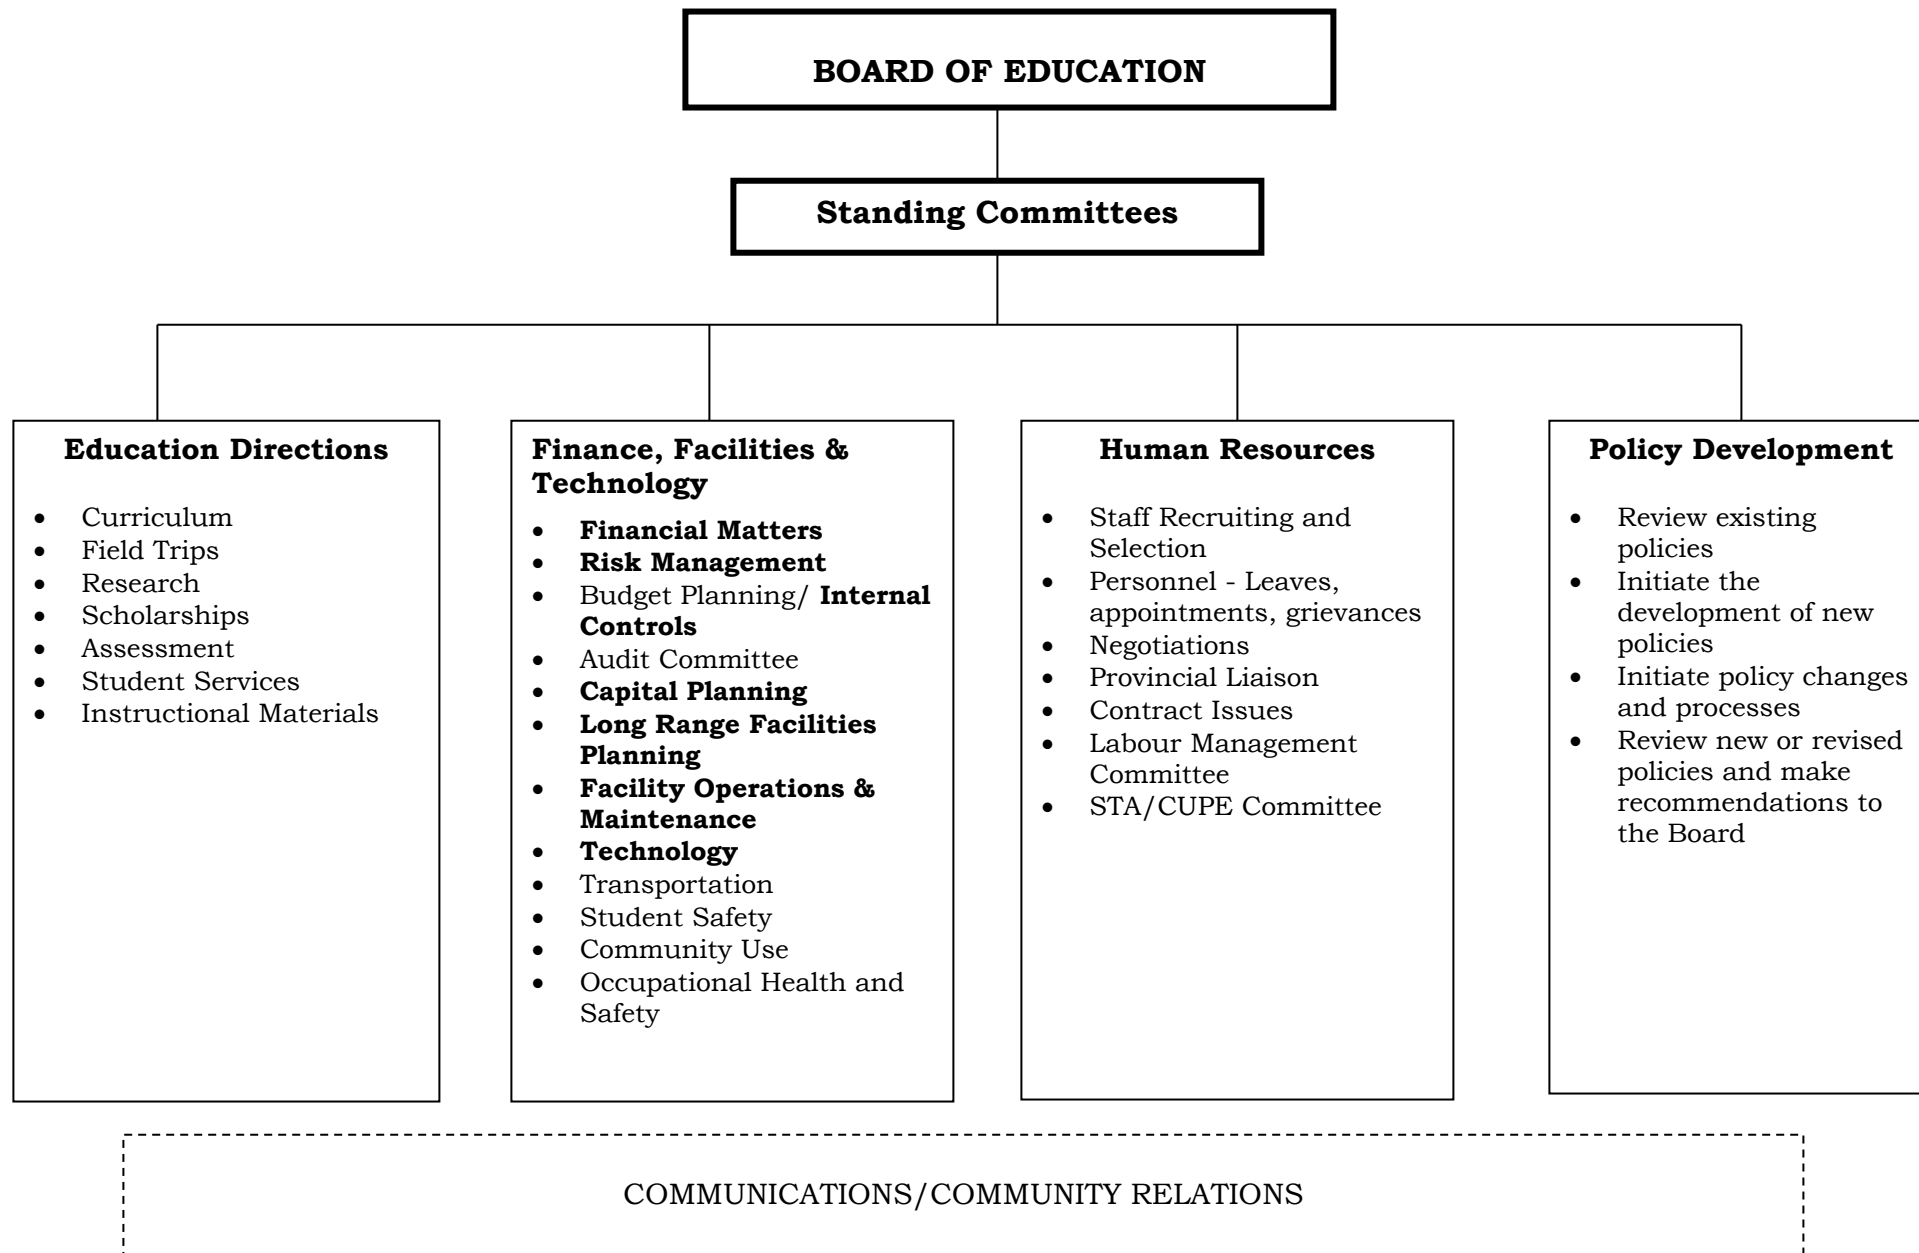 BOARD OF EDUCATION
Standing Committees
Education Directions
• Curriculum
• Field Trips
• Research
• Scholarships
• Assessment
• Student Services
• Instructional Materials
Finance, Facilities &
Technology
• Financial Matters
• Risk Management
• Budget Planning/ Internal
Controls
• Audit Committee
• Capital Planning
• Long Range Facilities
Planning
• Facility Operations &
Maintenance
• Technology
• Transportation
• Student Safety
• Community Use
• Occupational Health and
Safety
Human Resources
• Staff Recruiting and
Selection
• Personnel - Leaves,
appointments, grievances
• Negotiations
• Provincial Liaison
• Contract Issues
• Labour Management
Committee
• STA/CUPE Committee
Policy Development
• Review existing
policies
• Initiate the
development of new
policies
• Initiate policy changes
and processes
• Review new or revised
policies and make
recommendations to
the Board
COMMUNICATIONS/COMMUNITY RELATIONS